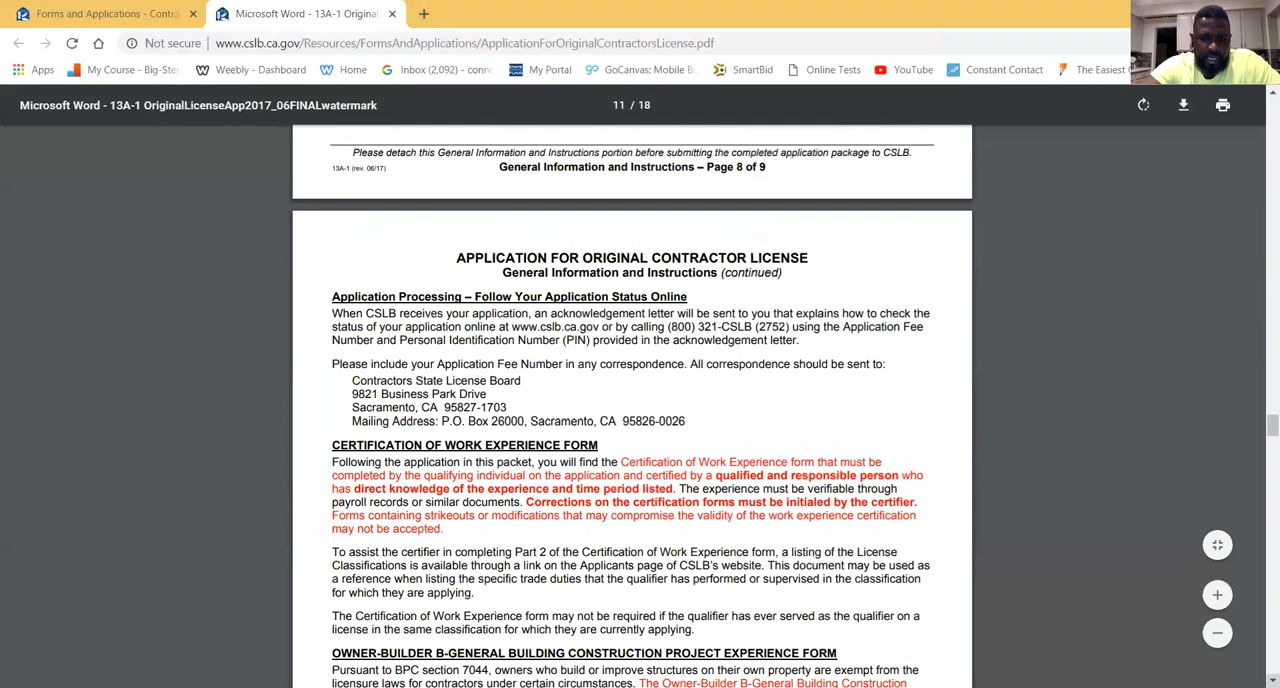 Forms and Applications - Contra
Microsoft Word - 13A-1 Original
Not secure
www.cslb.ca.gov/Resources/FormsAndApplications/ApplicationForOriginalContractorsLicense.pdf
Apps
My Course - Big-Ste
Weebly - Dashboard
Home
Inbox (2,092) - conn
My Portal
GoCanvas: Mobile Bu
SmartBid
Online Tests
YouTube
Constant Contact
The Easiest
Microsoft Word - 13A-1 OriginalLicenseApp2017_06FINALwatermark
11 / 18
Please detach this General Information and Instructions portion before submitting the completed application package to CSLB.
13A-1 (rev. 06/17)
General Information and Instructions – Page 8 of 9
APPLICATION FOR ORIGINAL CONTRACTOR LICENSE
General Information and Instructions (continued)
Application Processing – Follow Your Application Status Online
When CSLB receives your application, an acknowledgement letter will be sent to you that explains how to check the
status of your application online at www.cslb.ca.gov or by calling (800) 321-CSLB (2752) using the Application Fee
Number and Personal Identification Number (PIN) provided in the acknowledgement letter.
Please include your Application Fee Number in any correspondence. All correspondence should be sent to:
Contractors State License Board
9821 Business Park Drive
Sacramento, CA 95827-1703
Mailing Address: P.O. Box 26000, Sacramento, CA 95826-0026
CERTIFICATION OF WORK EXPERIENCE FORM
Following the application in this packet, you will find the Certification of Work Experience form that must be
completed by the qualifying individual on the application and certified by a qualified and responsible person who
has direct knowledge of the experience and time period listed. The experience must be verifiable through
payroll records or similar documents. Corrections on the certification forms must be initialed by the certifier.
Forms containing strikeouts or modifications that may compromise the validity of the work experience certification
may not be accepted.
To assist the certifier in completing Part 2 of the Certification of Work Experience form, a listing of the License
Classifications is available through a link on the Applicants page of CSLB's website. This document may be used as
a reference when listing the specific trade duties that the qualifier has performed or supervised in the classification
for which they are applying.
The Certification of Work Experience form may not be required if the qualifier has ever served as the qualifier on a
license in the same classification for which they are currently applying.
OWNER-BUILDER B-GENERAL BUILDING CONSTRUCTION PROJECT EXPERIENCE FORM
Pursuant to BPC section 7044, owners who build or improve structures on their own property are exempt from the
licensure laws for contractors under certain circumstances. The Owner-Builder B-General Building Construction